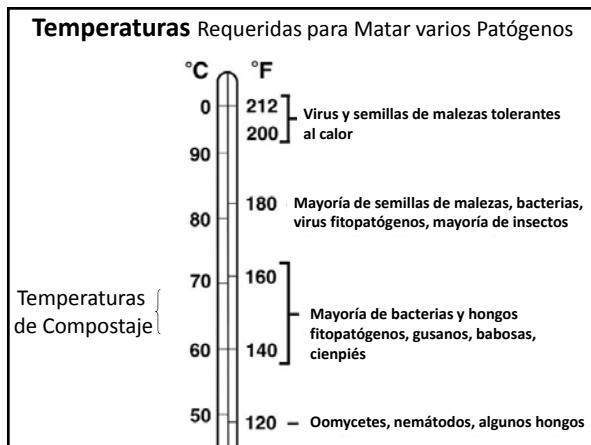 Temperaturas Requeridas para Matar varios Patógenos
°C °F
0 212
Virus y semillas de malezas tolerantes
al calor
200
90
180
Mayoría de semillas de malezas, bacterias,
virus fitopatógenos, mayoría de insectos
80
70 160
Temperaturas
de Compostaje
Mayoría de bacterias y hongos
fitopatógenos, gusanos, babosas,
cienpiés
60 140
50 120 Oomycetes, nemátodos, algunos hongos